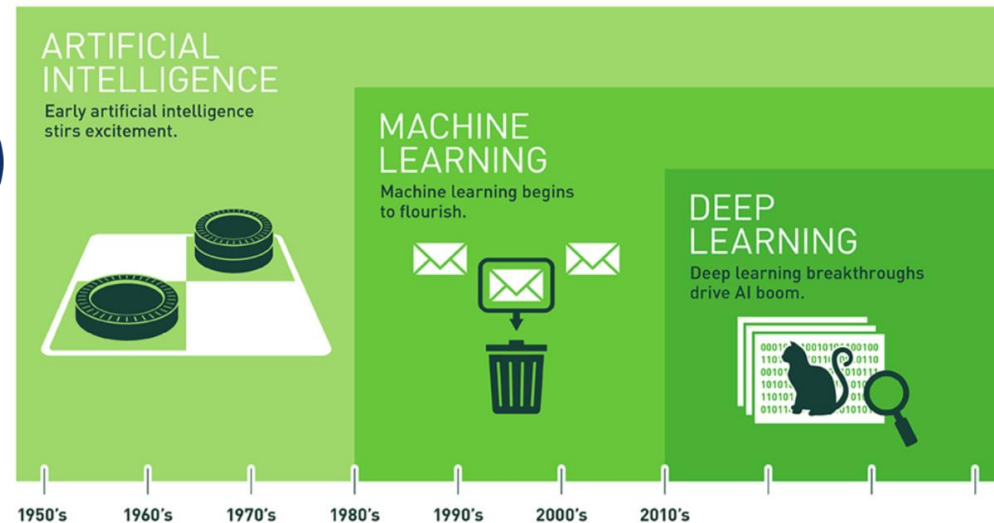 ARTIFICIAL
INTELLIGENCE
Early artificial intelligence
stirs excitement.
MACHINE
LEARNING
Machine learning begins
to flourish.
DEEP
LEARNING
Deep learning breakthroughs
drive AI boom.
1950's 1960's 1970's 1980's 1990's 2000's 2010's